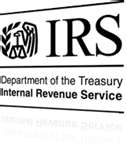 IRS
Department of the Treasury
Internal Revenue Service